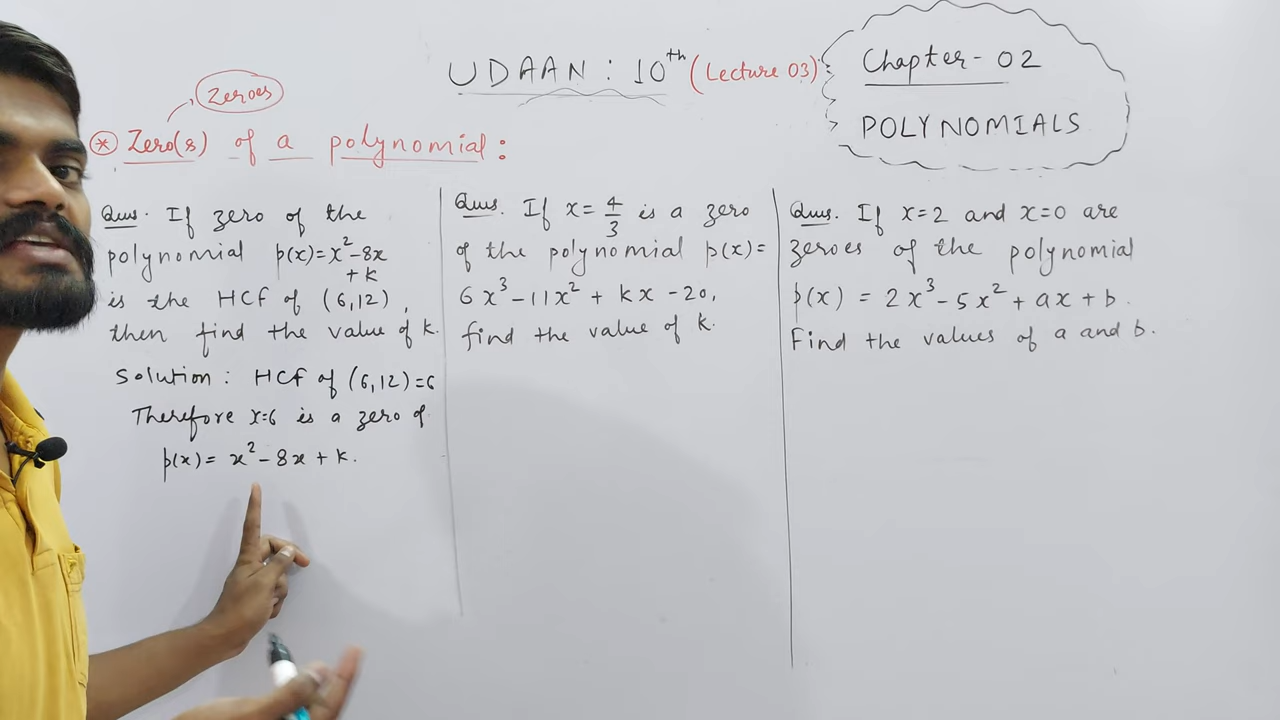 UDAAN : 10th (Lecture 03)
Chapter- 02
POLYNOMIALS
Zeroes
* Zero(s) of a polynomial :
Ques. If zero of the
polynomial p(x)=x²-8x
+k
is the HCF of (6,12),
then find the value of k.
Solution : HCF of (6,12)=6
Therefore x=6 is a zero of
p(x)= x²-8x+k.
Ques. If x=4/3 is a zero
of the polynomial p(x)=
6x³-11x²+kx-20,
find the value of k.
Ques. If x=2 and x=0 are
zeroes of the polynomial
p(x) = 2x³-5x²+ax+b.
Find the values of a and b.